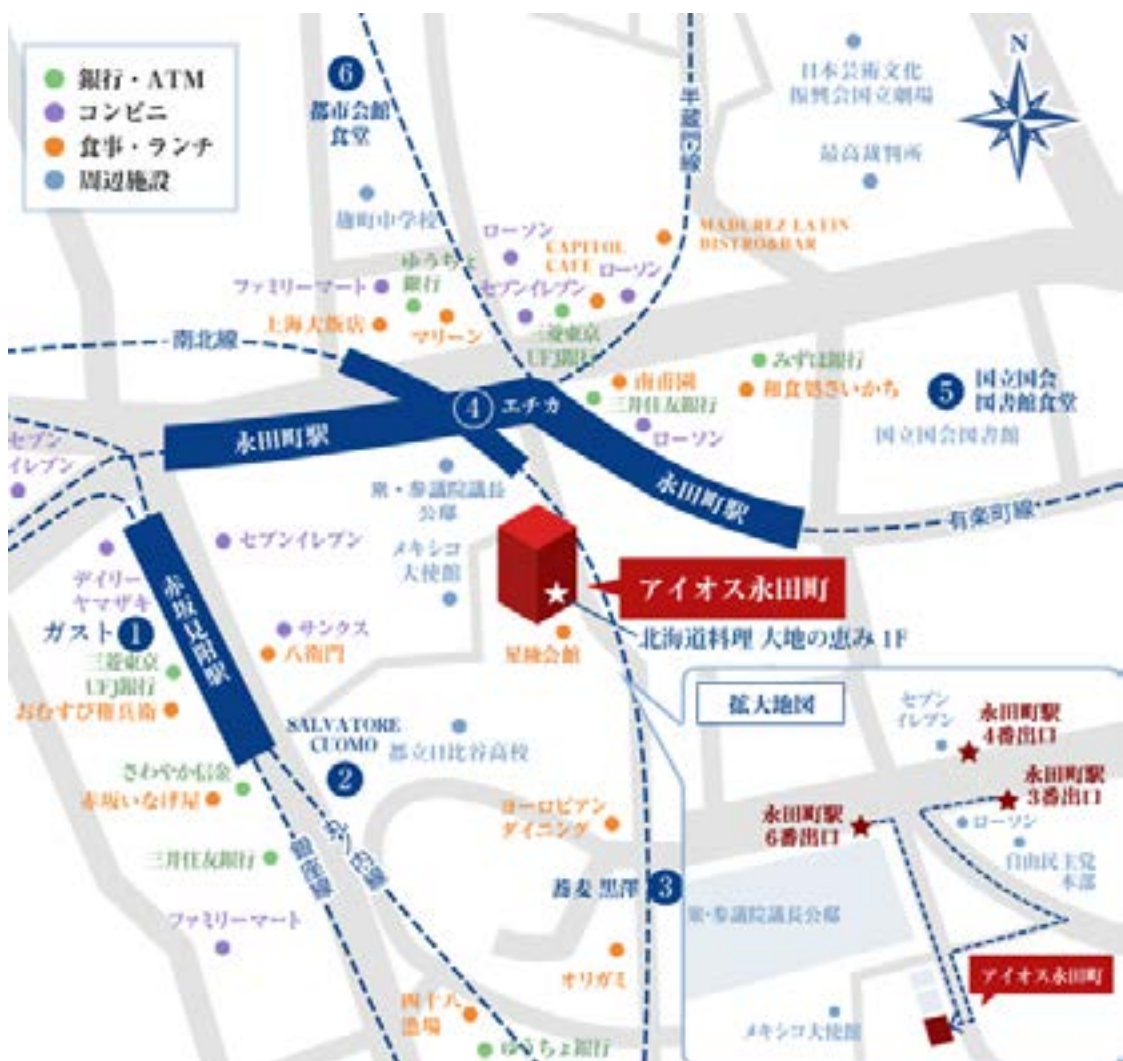 銀行・ATM
コンビニ
食事・ランチ
周辺施設
6
都市会館
食堂
半蔵門線
日本芸術文化
振興会国立劇場
最高裁判所
N
麹町中学校
ローソン
CAPITOL
CAFE
ローソン
MADUREZ LATIN
BISTRO&BAR
ゆうちょ
銀行
ファミリーマート
セブンイレブン
上海大飯店
マリーン
三菱東京
UFJ銀行
南北線
みずほ銀行
南甫園
和食処さいかち
三井住友銀行
5
国立国会
図書館食堂
国立国会図書館
ローソン
4
エチカ
永田町駅
永田町駅
有楽町線
セブン
イレブン
衆・参議院議長
公邸
セブンイレブン
メキシコ
大使館
アイオス永田町
北海道料理 大地の恵み 1F
デイリー
ヤマザキ
ガスト
1
赤坂見附駅
サンクス
八衛門
星陵会館
三菱東京
UFJ銀行
おむすび権兵衛
SALVATORE
CUOMO
2
都立日比谷高校
さわやか信金
赤坂いなげ屋
三井住友銀行
銀座線
丸ノ内線
ファミリーマート
ヨーロピアン
ダイニング
蕎麦 黒澤
3
オリガミ
四十八
漁場
ゆうちょ銀行
拡大地図
セブン
イレブン
永田町駅
4番出口
永田町駅
3番出口
永田町駅
6番出口
ローソン
自由民主党
本部
衆・参議院議長公邸
アイオス永田町
メキシコ大使館